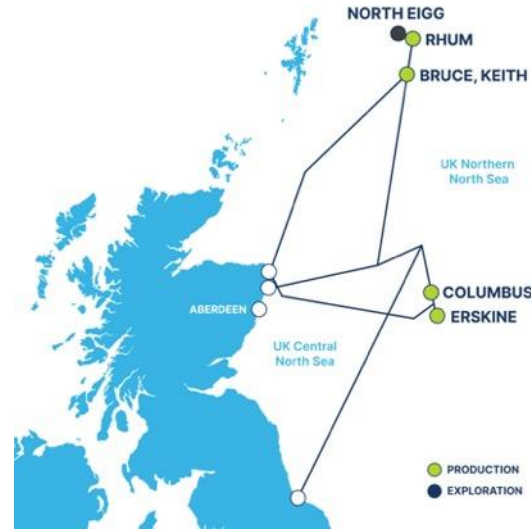 NORTH EIGG
RHUM
BRUCE, KEITH
UK Northern
North Sea
COLUMBUS
ERSKINE
ABERDEEN
UK Central
North Sea
PRODUCTION
EXPLORATION